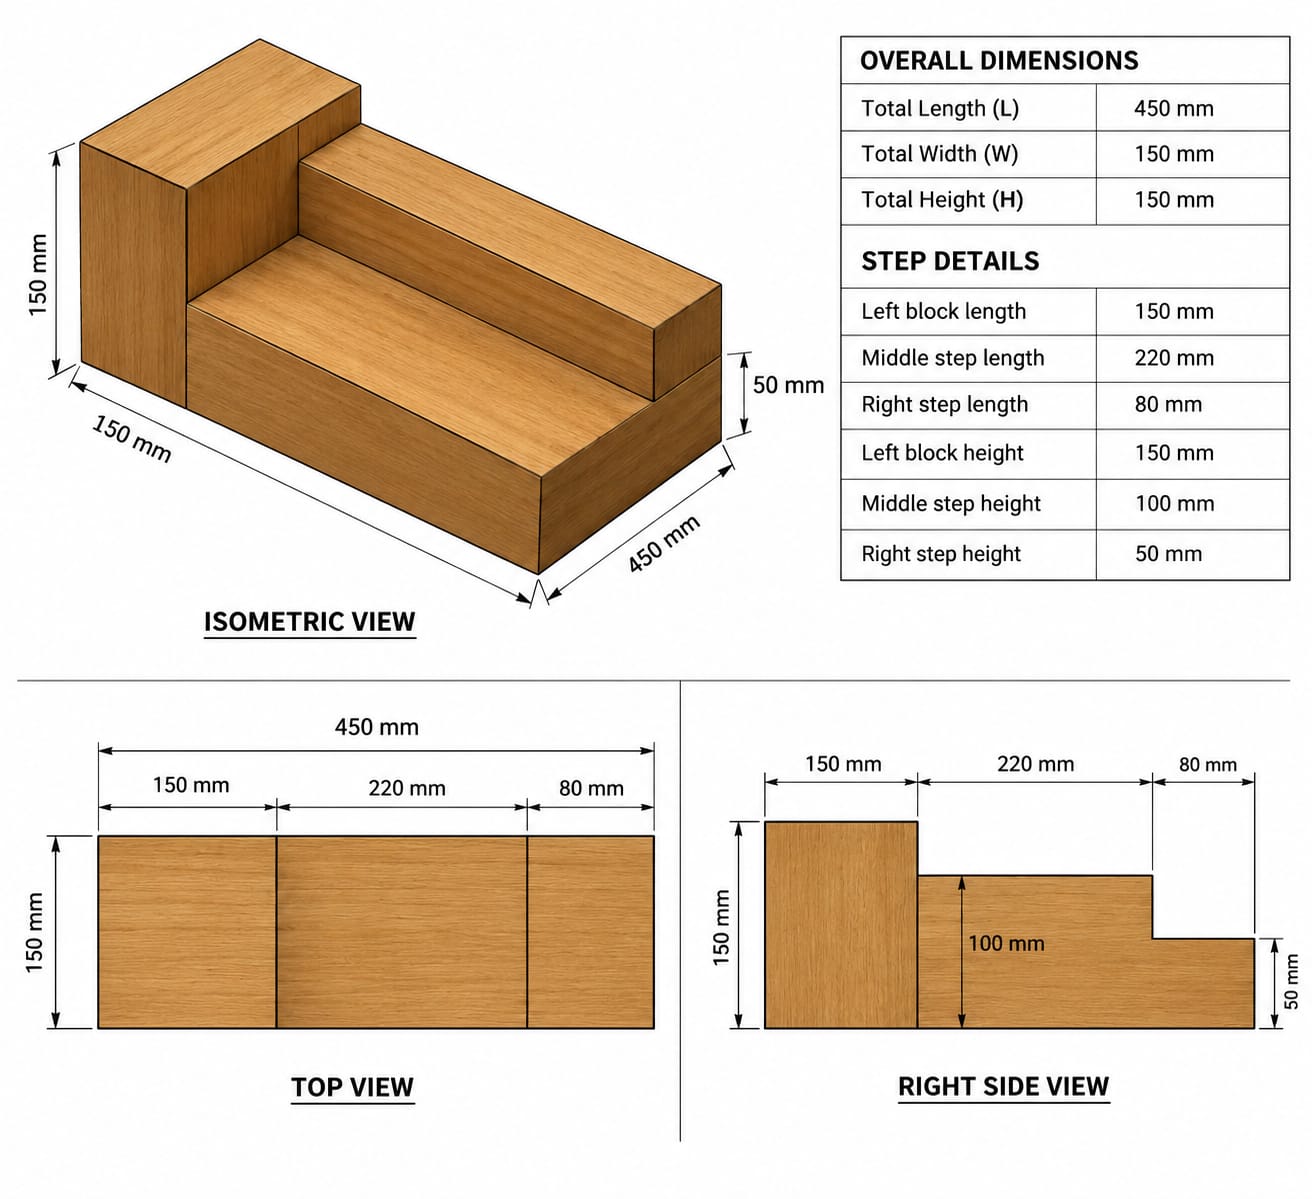 OVERALL DIMENSIONS
Total Length (L) 450 mm
Total Width (W) 150 mm
Total Height (H) 150 mm
STEP DETAILS
Left block length 150 mm
Middle step length 220 mm
Right step length 80 mm
Left block height 150 mm
Middle step height 100 mm
Right step height 50 mm
150 mm
150 mm
450 mm
50 mm
ISOMETRIC VIEW
450 mm
150 mm 220 mm 80 mm
150 mm
TOP VIEW
150 mm 220 mm 80 mm
150 mm
100 mm
50 mm
RIGHT SIDE VIEW